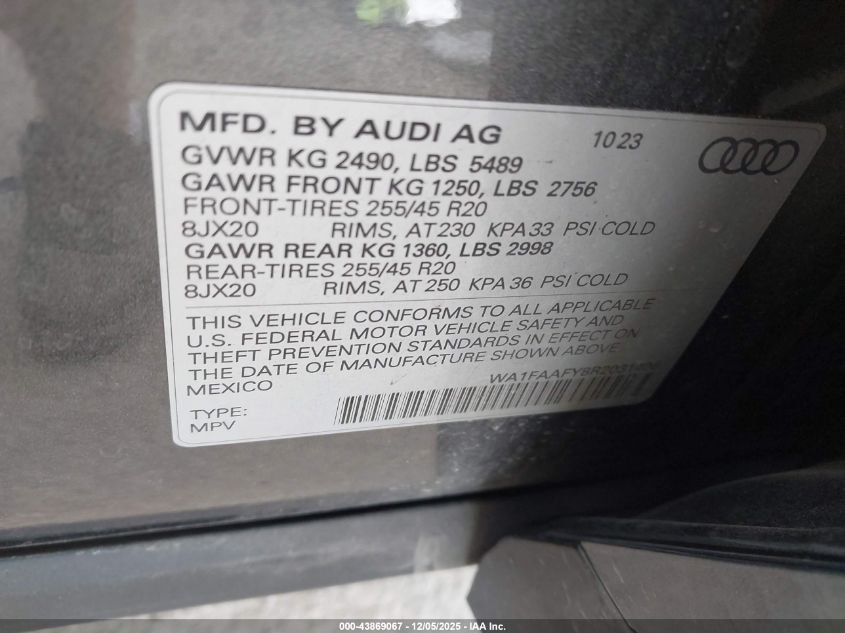 MFD. BY AUDI AG 10 23
GVWR KG 2490, LBS 5489
GAWR FRONT KG 1250, LBS 2756
FRONT-TIRES 255/45 R20
8JX20 RIMS, AT 230 KPA 33 PSI COLD
GAWR REAR KG 1360, LBS 2998
REAR-TIRES 255/45 R20
8JX20 RIMS, AT 250 KPA 36 PSI COLD
THIS VEHICLE CONFORMS TO ALL APPLICABLE
U.S. FEDERAL MOTOR VEHICLE SAFETY AND
THEFT PREVENTION STANDARDS IN EFFECT ON
THE DATE OF MANUFACTURE SHOWN ABOVE
MEXICO
TYPE:
MPV
000-43869067 - 12/05/2025 - IAA Inc.